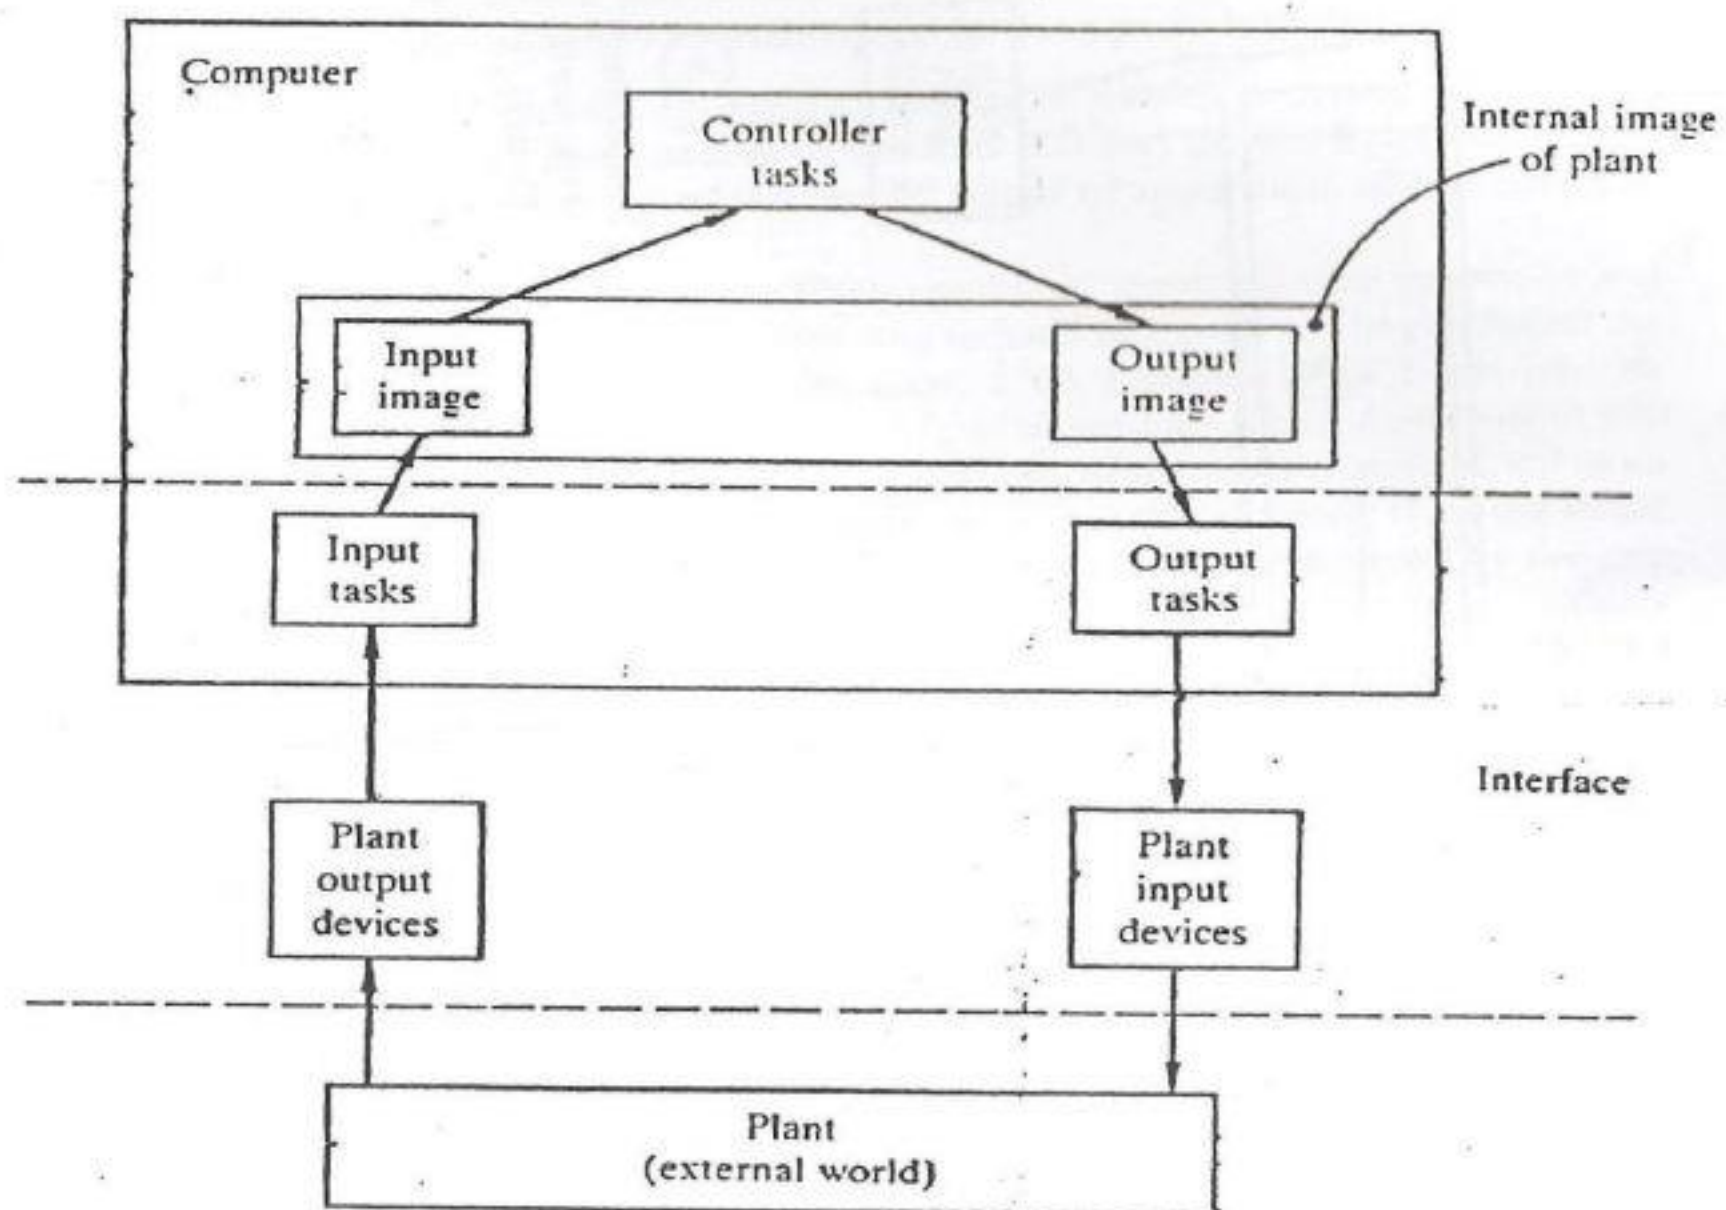 Computer
Controller
tasks
Internal image
of plant
Input
image
Output
image
Input
tasks
Output
tasks
Interface
Plant
output
devices
Plant
input
devices
Plant
(external world)